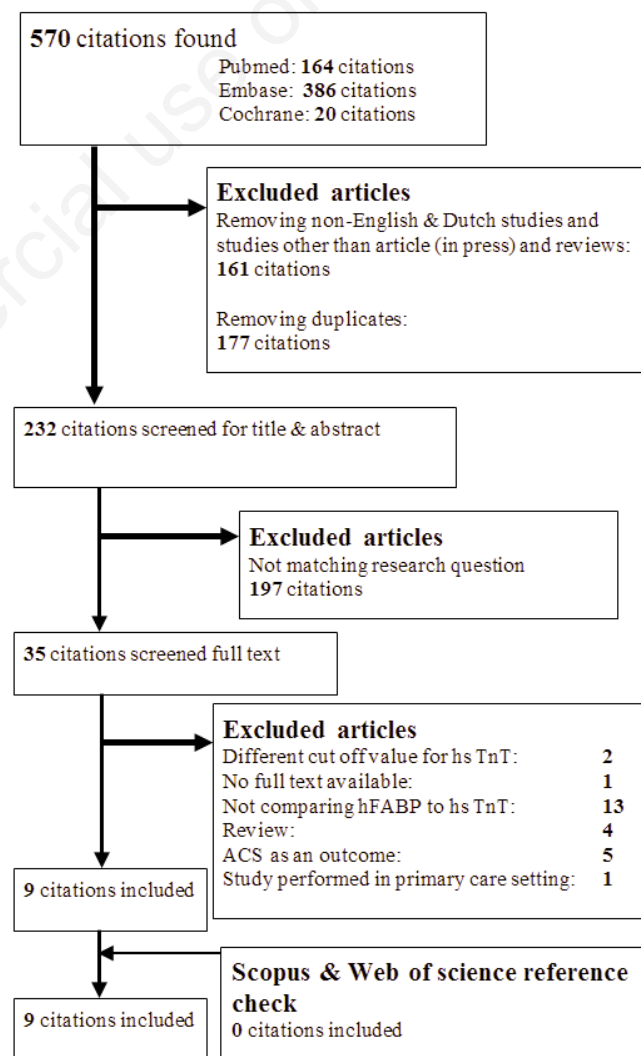 570 citations found
Pubmed: 164 citations
Embase: 386 citations
Cochrane: 20 citations
Excluded articles
Removing non-English & Dutch studies and
studies other than article (in press) and reviews:
161 citations
Removing duplicates:
177 citations
232 citations screened for title & abstract
Excluded articles
Not matching research question
197 citations
35 citations screened full text
Excluded articles
Different cut off value for hs TnT: 2
No full text available: 1
Not comparing hFABP to hs TnT: 13
Review: 4
ACS as an outcome: 5
Study performed in primary care setting: 1
9 citations included
Scopus & Web of science reference
check
0 citations included
9 citations included
use